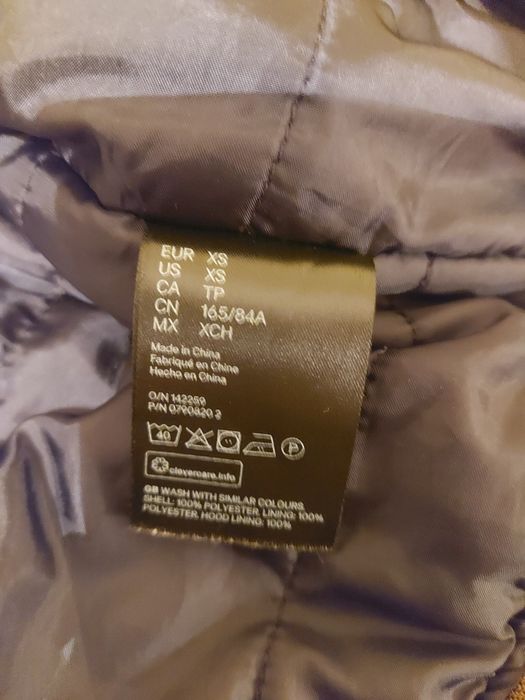 EUR XS
US XS
CA TP
CN 165/84A
MX XCH
Made in China
Fabriqué en Chine
Hecho en China
O/N 142259
P/N 0790820 2
40 P
clevercare.info
GB WASH WITH SIMILAR COLOURS.
SHELL: 100% POLYESTER. LINING: 100%
POLYESTER. HOOD LINING: 100%